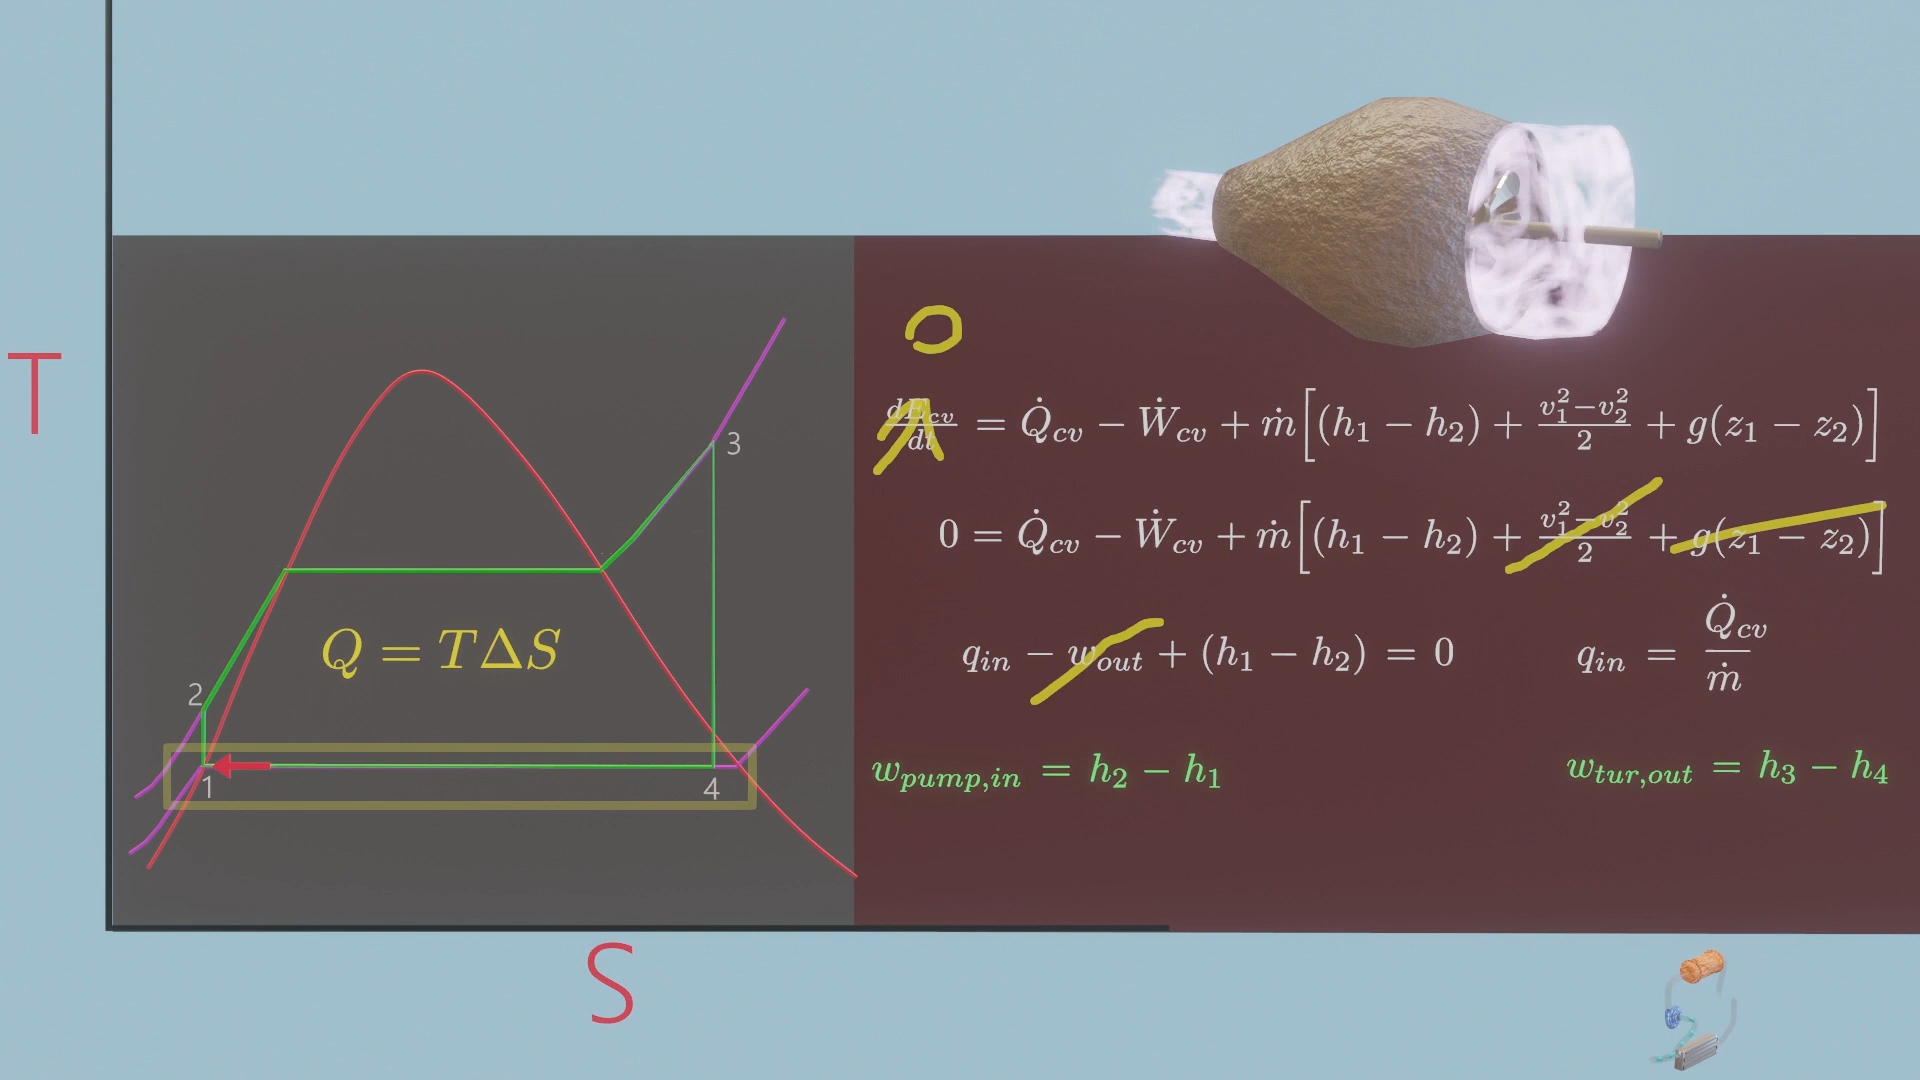 T
3
Q = TΔS
2
1
4
S
0
dE_cv/dt = Q̇_cv − Ẇ_cv + ṁ[(h₁ − h₂) + (v₁² − v₂²)/2 + g(z₁ − z₂)]
0 = Q̇_cv − Ẇ_cv + ṁ[(h₁ − h₂) + (v₁² − v₂²)/2 + g(z₁ − z₂)]
q_in − w_out + (h₁ − h₂) = 0
q_in = Q̇_cv/ṁ
w_pump,in = h₂ − h₁
w_tur,out = h₃ − h₄